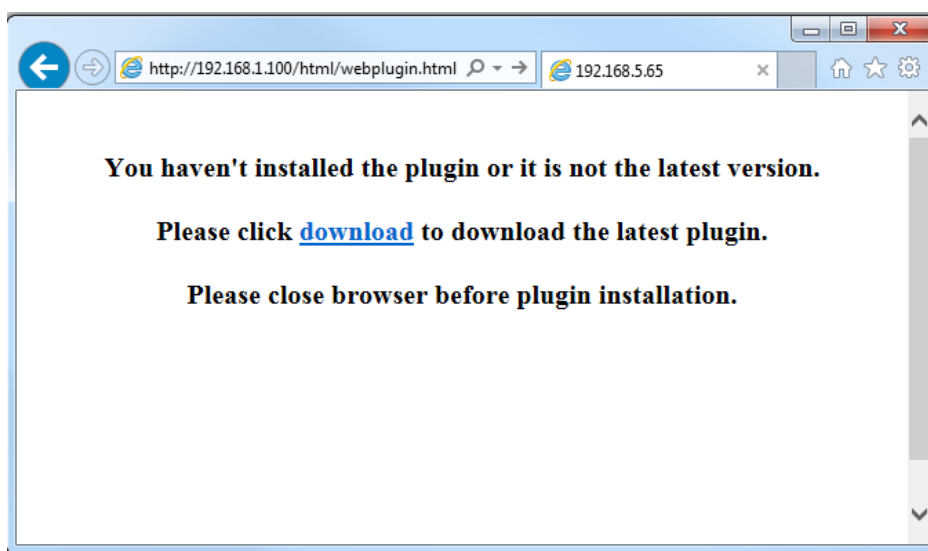 http://192.168.1.100/html/webplugin.html
192.168.5.65
You haven't installed the plugin or it is not the latest version.
Please click download to download the latest plugin.
Please close browser before plugin installation.